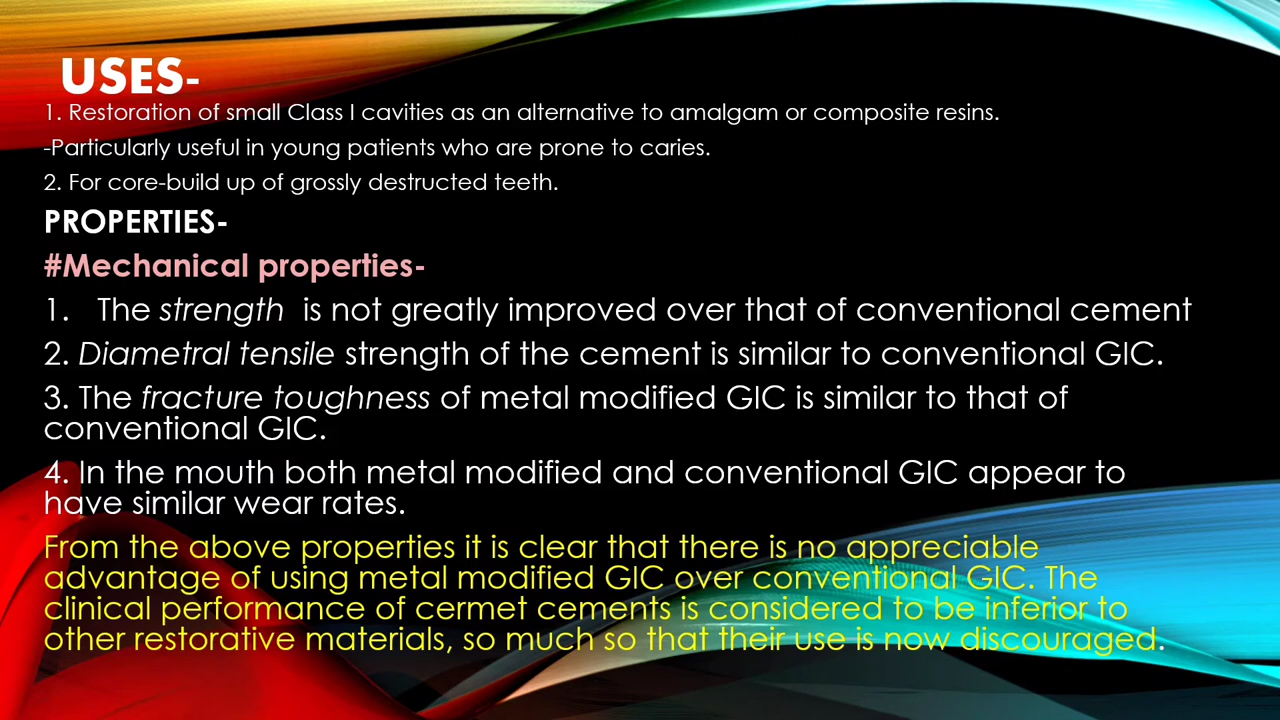 USES-
1. Restoration of small Class I cavities as an alternative to amalgam or composite resins.
-Particularly useful in young patients who are prone to caries.
2. For core-build up of grossly destructed teeth.
PROPERTIES-
#Mechanical properties-
1. The strength is not greatly improved over that of conventional cement
2. Diametral tensile strength of the cement is similar to conventional GIC.
3. The fracture toughness of metal modified GIC is similar to that of
conventional GIC.
4. In the mouth both metal modified and conventional GIC appear to
have similar wear rates.
From the above properties it is clear that there is no appreciable
advantage of using metal modified GIC over conventional GIC. The
clinical performance of cermet cements is considered to be inferior to
other restorative materials, so much so that their use is now discouraged.